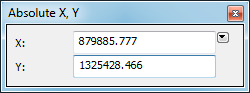 Absolute X, Y
X: 879885.777
Y: 1325428.466